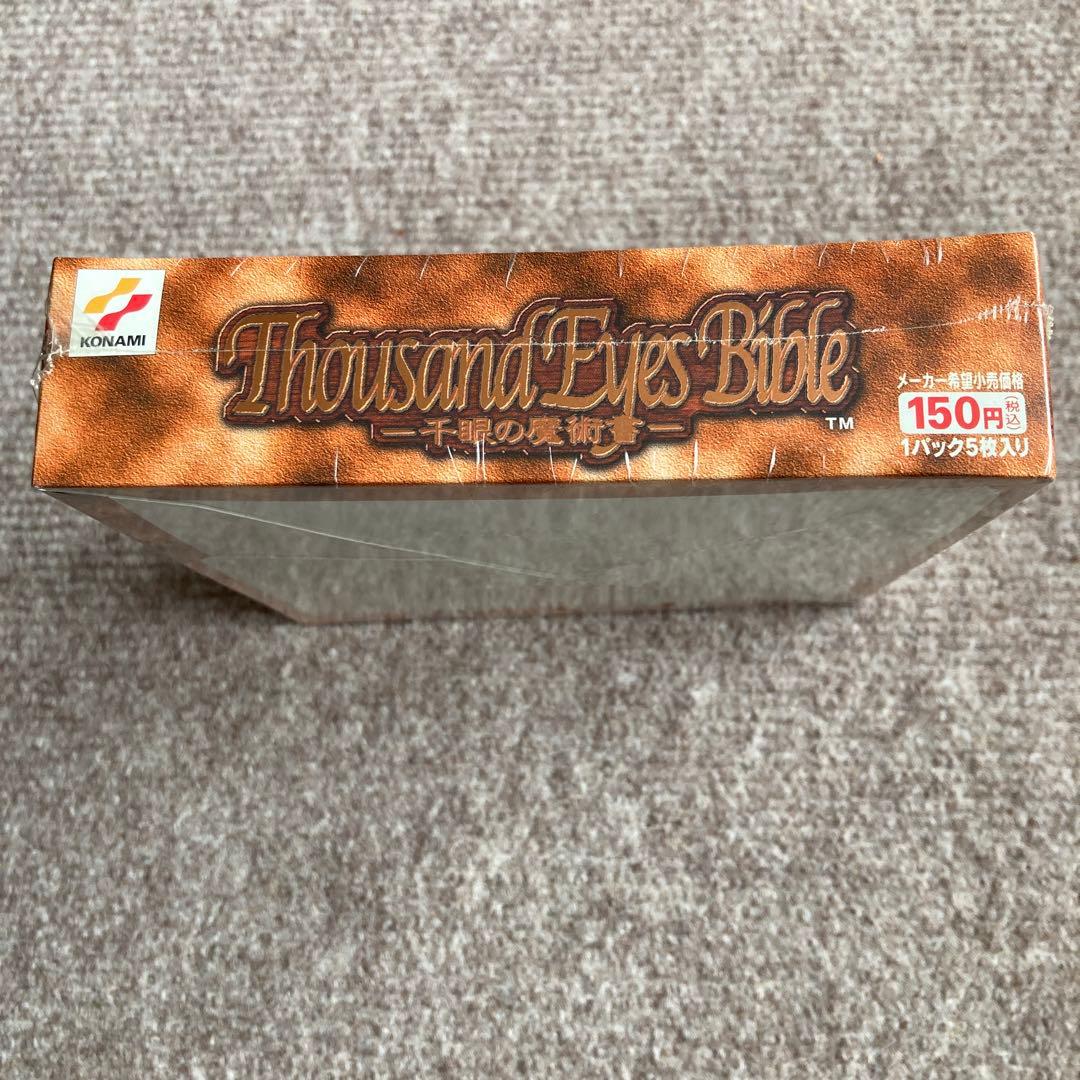 KONAMI
Thousand Eyes Bible
ー千眼の魔術書ー
TM
メーカー希望小売価格
150円(税込)
1パック5枚入り